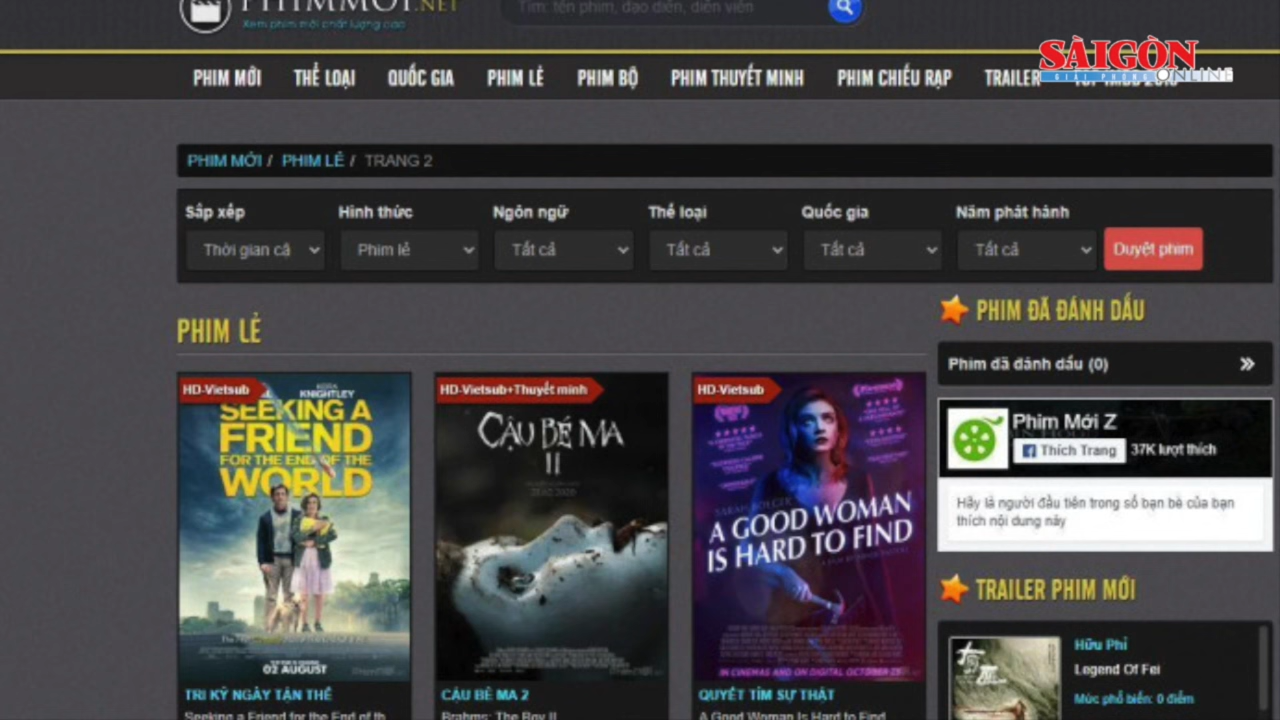 PHIMMOI.NET
Xem phim mới chất lượng cao
Tìm: tên phim, đạo diễn, diễn viên
SÀIGÒN
GIẢI PHÓNG ONLINE
PHIM MỚI THỂ LOẠI QUỐC GIA PHIM LẺ PHIM BỘ PHIM THUYẾT MINH PHIM CHIẾU RẠP TRAILER
PHIM MỚI / PHIM LẺ / TRANG 2
Sắp xếp Hình thức Ngôn ngữ Thể loại Quốc gia Năm phát hành
Thời gian cậ Phim lẻ Tất cả Tất cả Tất cả Tất cả Duyệt phim
PHIM LẺ
HD-Vietsub
KNIGHTLEY
SEEKING A
FRIEND
FOR THE END OF THE
WORLD
02 AUGUST
TRI KỶ NGÀY TẬN THẾ
Seeking a Friend for the End of th
HD-Vietsub+Thuyết minh
CẬU BÉ MA
II
21.02.2020
CẬU BÉ MA 2
Brahms: The Boy II
HD-Vietsub
SARAH BOLGER
A GOOD WOMAN
IS HARD TO FIND
IN CINEMAS AND ON DIGITAL OCTOBER 25
QUYẾT TÌM SỰ THẬT
A Good Woman Is Hard to Find
PHIM ĐÃ ĐÁNH DẤU
Phim đã đánh dấu (0)
Phim Mới Z
Thích Trang 37K lượt thích
Hãy là người đầu tiên trong số bạn bè của bạn
thích nội dung này
TRAILER PHIM MỚI
Hữu Phỉ
Legend Of Fei
Mức phổ biến: 0 điểm